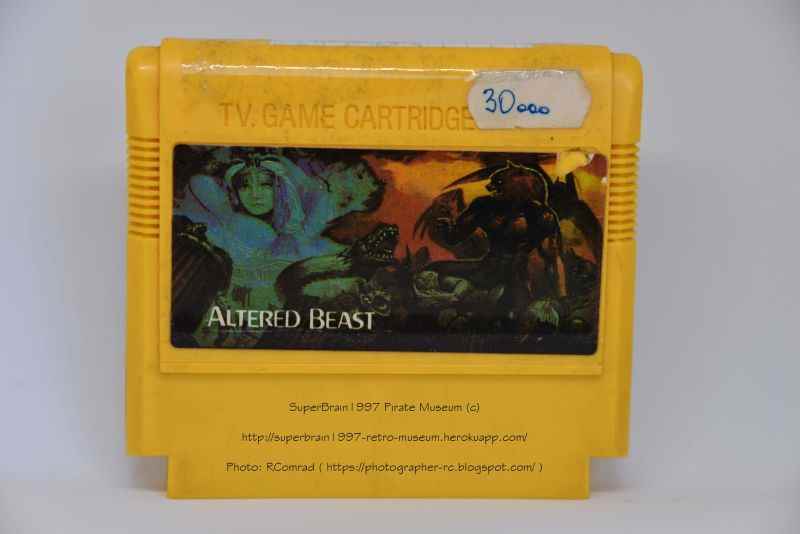 TV. GAME CARTRIDGE
30000
ALTERED BEAST
SuperBrain1997 Pirate Museum (c)
http://superbrain1997-retro-museum.herokuapp.com/
Photo: RComrad ( https://photographer-rc.blogspot.com/ )